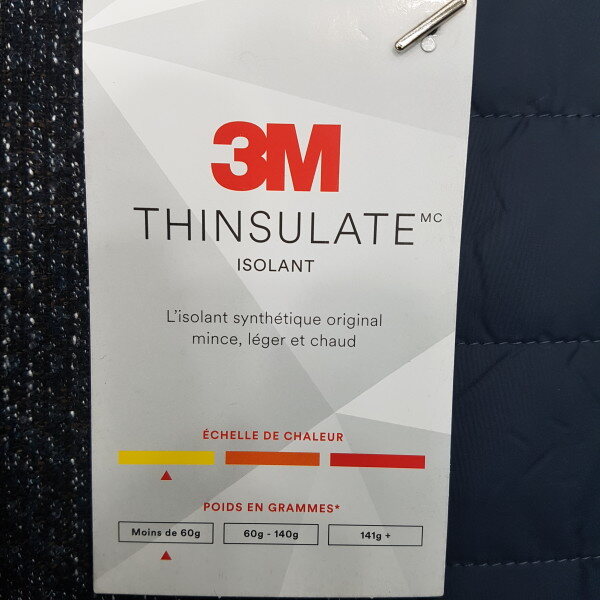 3M
THINSULATE MC
ISOLANT
L'isolant synthétique original
mince, léger et chaud
ÉCHELLE DE CHALEUR
POIDS EN GRAMMES*
Moins de 60g 60g - 140g 141g +